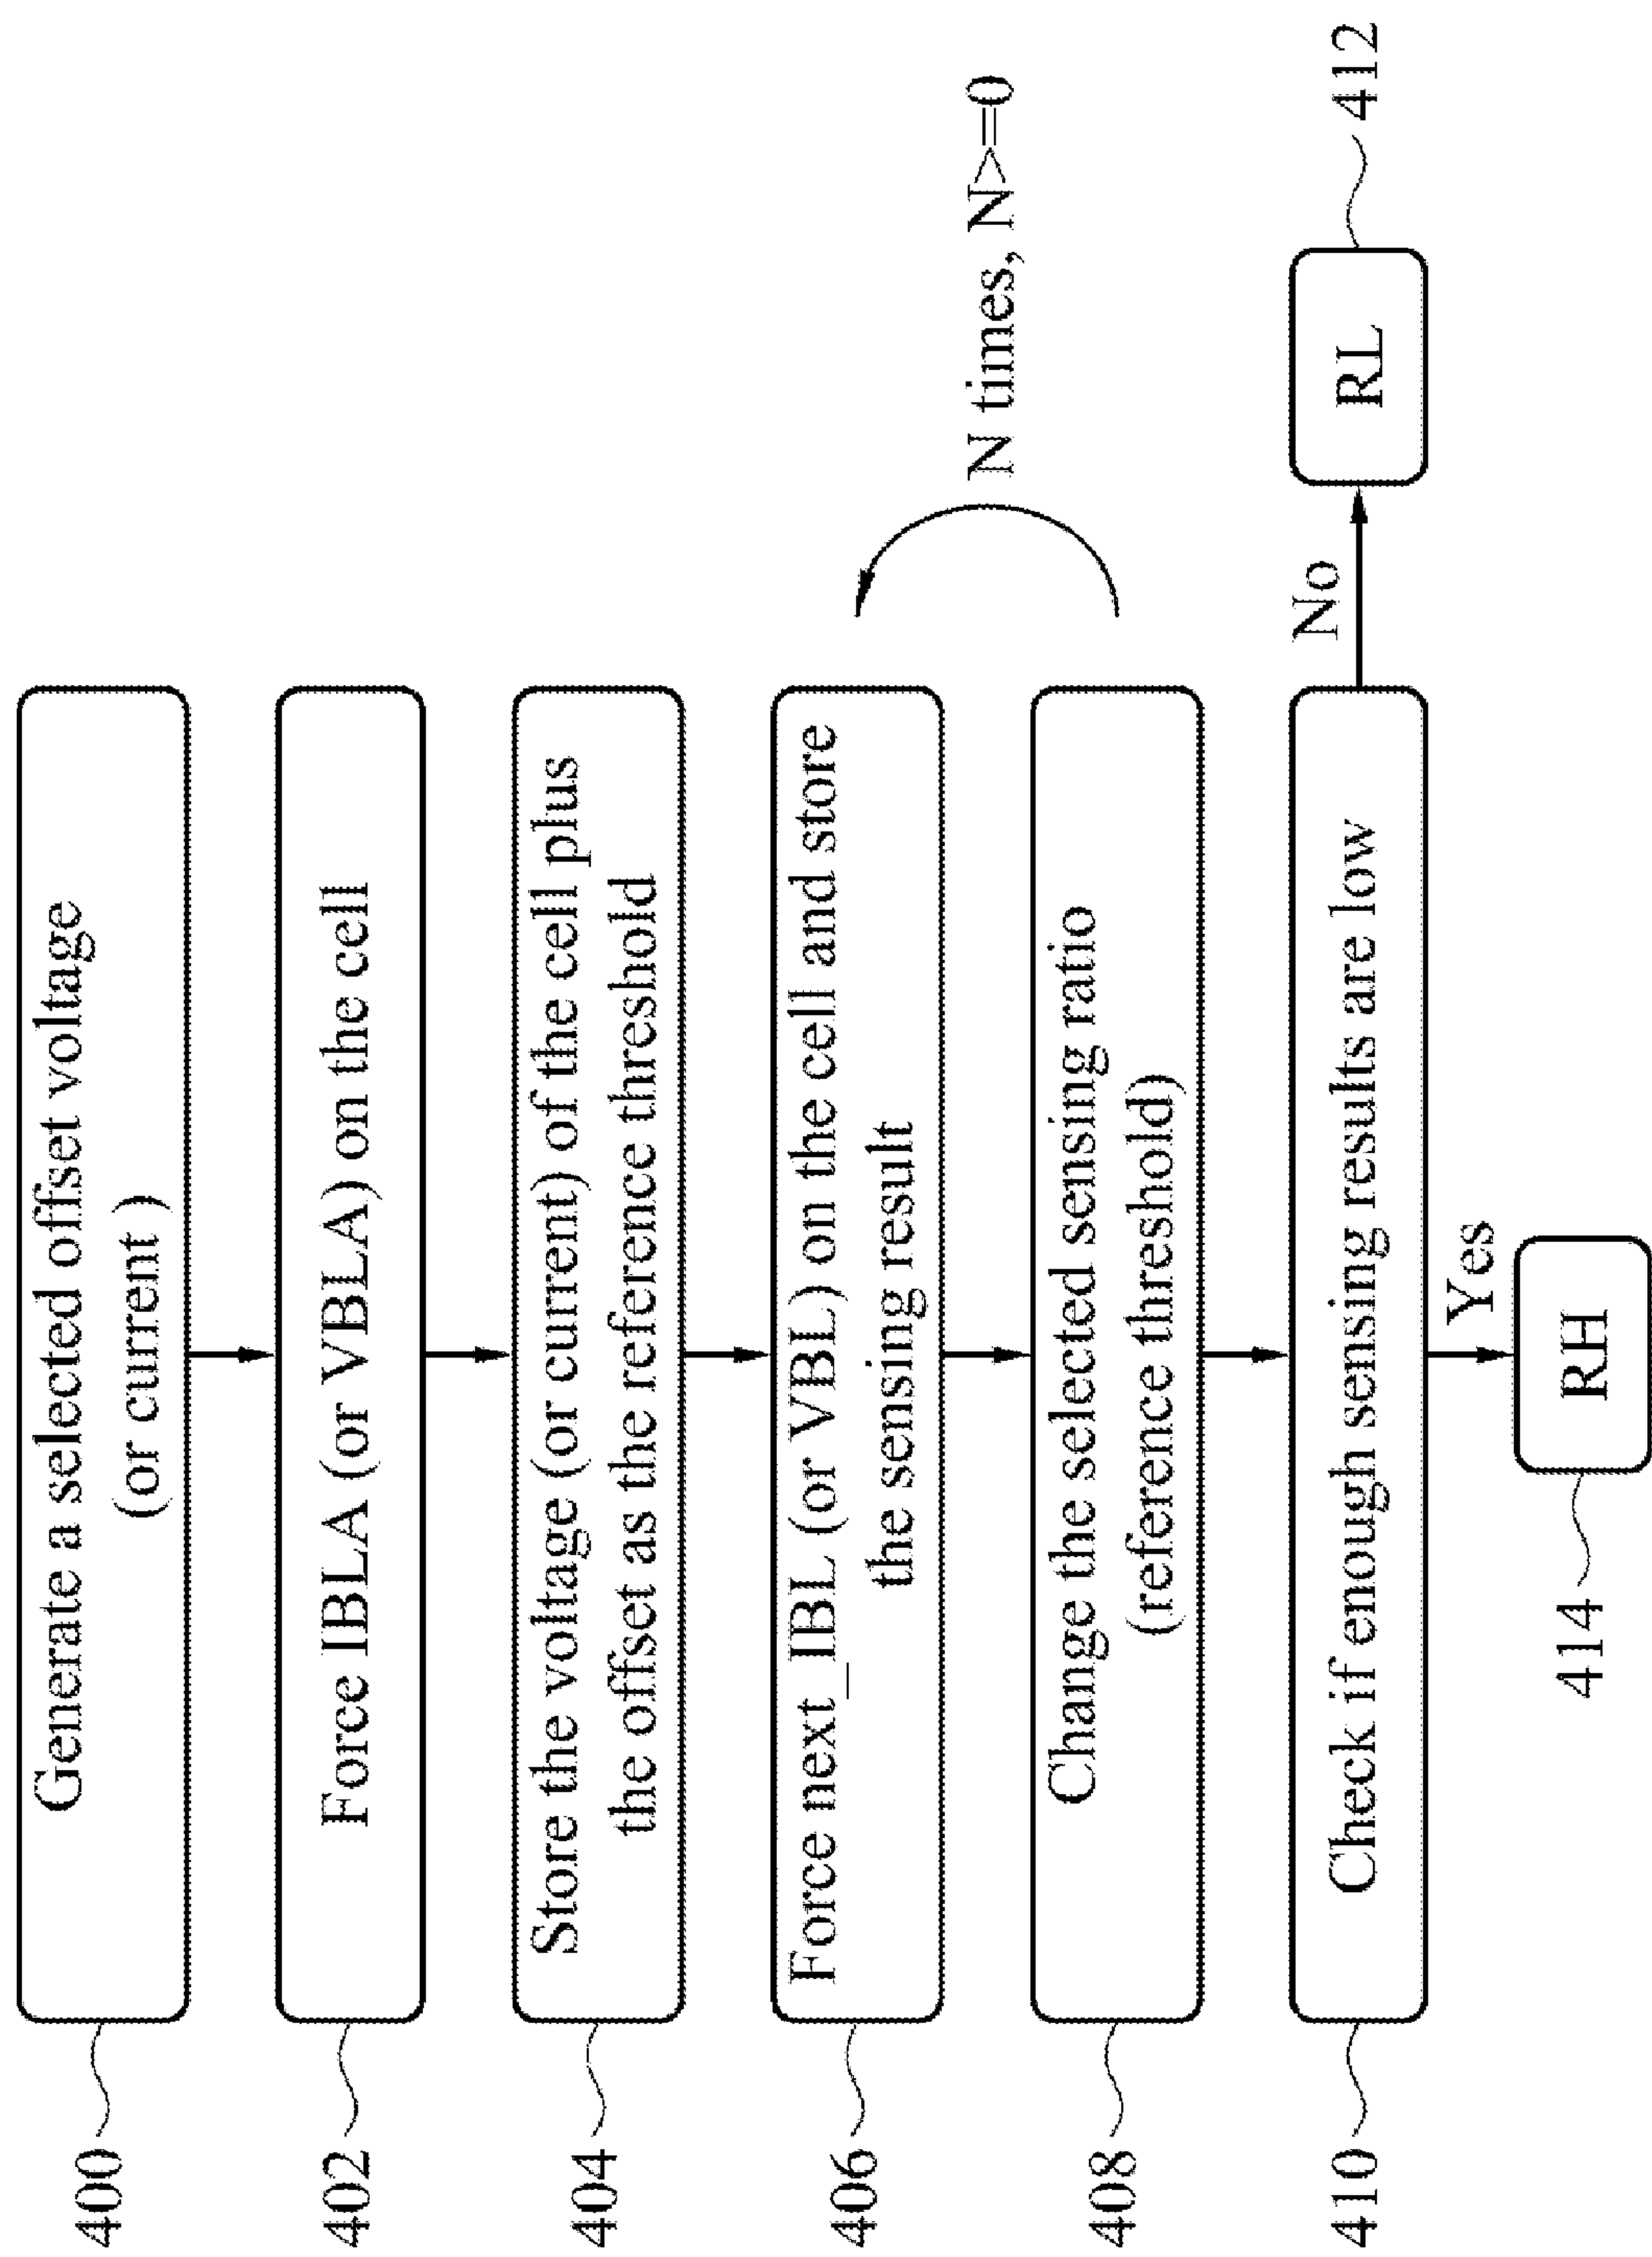 400
Generate a selected offset voltage
(or current )
402
Force IBLA (or VBLA) on the cell
404
Store the voltage (or current) of the cell plus
the offset as the reference threshold
406
Force next_IBL (or VBL) on the cell and store
the sensing result
N times, N>=0
408
Change the selected sensing ratio
(reference threshold)
410
Check if enough sensing results are low
No
RL
412
Yes
414
RH